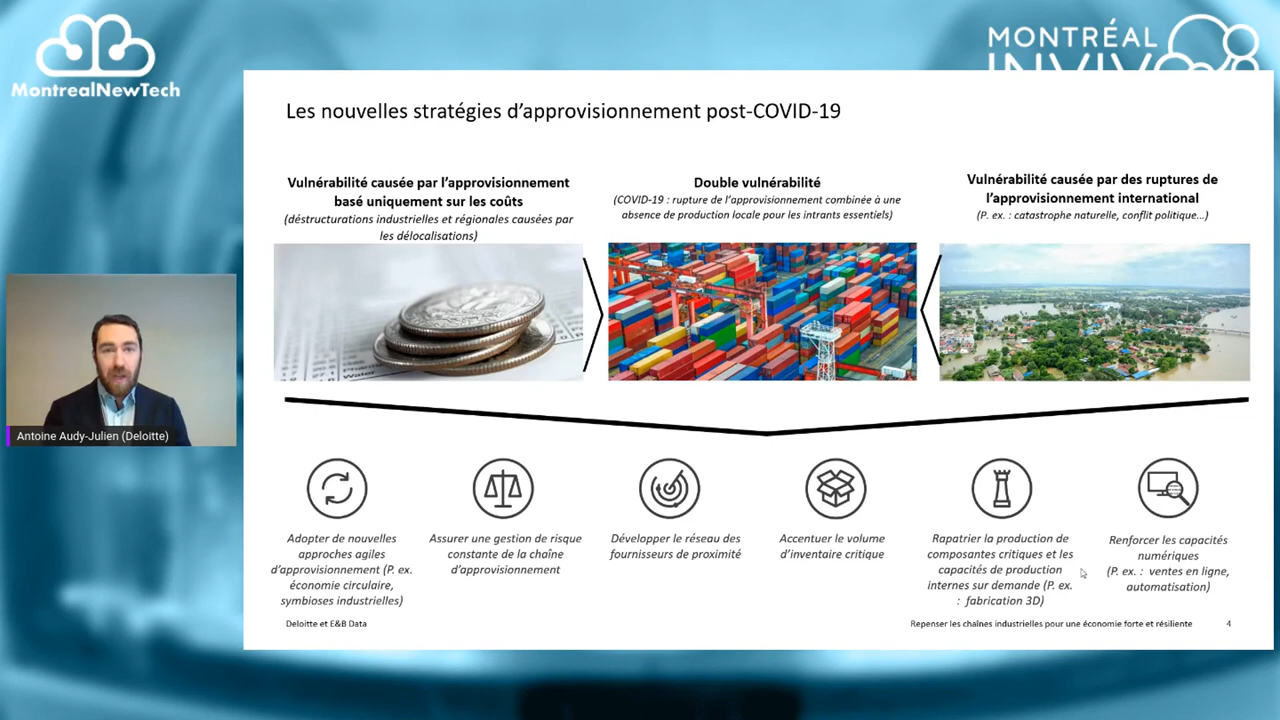 MontrealNewTech
MONTRÉAL
INVIVO
Les nouvelles stratégies d’approvisionnement post-COVID-19
Vulnérabilité causée par l’approvisionnement
basé uniquement sur les coûts
(déstructurations industrielles et régionales causées par
les délocalisations)
Double vulnérabilité
(COVID-19 : rupture de l’approvisionnement combinée à une
absence de production locale pour les intrants essentiels)
Vulnérabilité causée par des ruptures de
l’approvisionnement international
(P. ex. : catastrophe naturelle, conflit politique...)
Water
Antoine Audy-Julien (Deloitte)
Adopter de nouvelles
approches agiles
d’approvisionnement (P. ex.
économie circulaire,
symbioses industrielles)
Assurer une gestion de risque
constante de la chaîne
d’approvisionnement
Développer le réseau des
fournisseurs de proximité
Accentuer le volume
d’inventaire critique
Rapatrier la production de
composantes critiques et les
capacités de production
internes sur demande (P. ex.
: fabrication 3D)
Renforcer les capacités
numériques
(P. ex. : ventes en ligne,
automatisation)
Deloitte et E&B Data
Repenser les chaînes industrielles pour une économie forte et résiliente
4